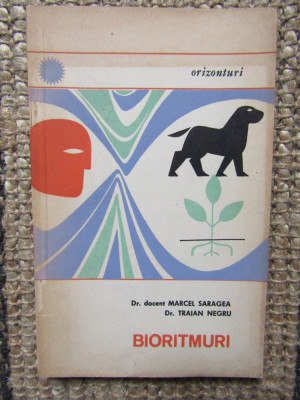 orizonturi
Dr. docent MARCEL SARAGEA
Dr. TRAIAN NEGRU
BIORITMURI